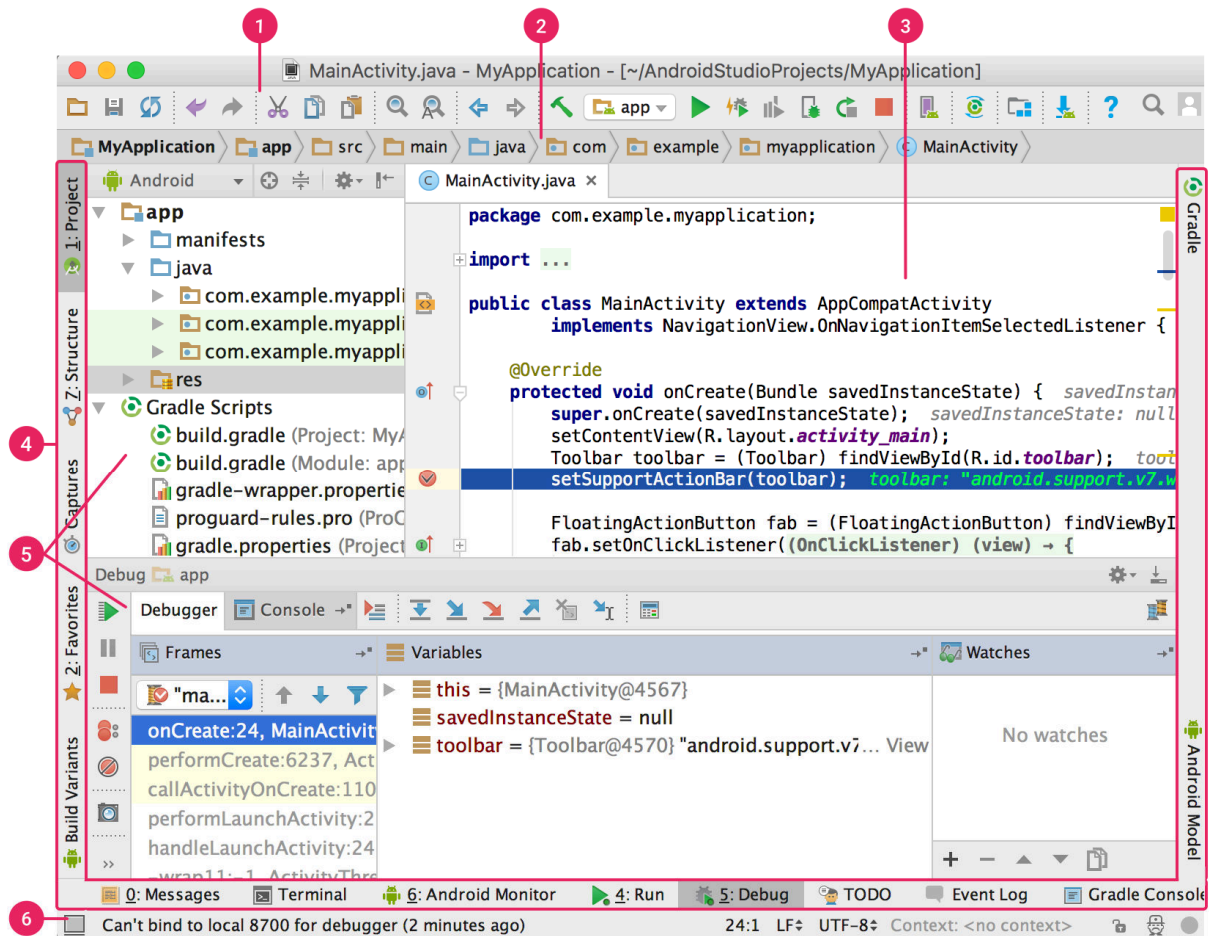 1 2 3
MainActivity.java - MyApplication - [~/AndroidStudioProjects/MyApplication]
app ?
MyApplication app src main java com example myapplication C MainActivity
1: Project
Z: Structure
Captures
2: Favorites
Build Variants
4
5
6
Android
app
manifests
java
com.example.myappli
com.example.myappli
com.example.myappli
res
Gradle Scripts
build.gradle (Project: MyA
build.gradle (Module: app
gradle-wrapper.propertie
proguard-rules.pro (ProC
gradle.properties (Project
C MainActivity.java ×
package com.example.myapplication;
import ...
public class MainActivity extends AppCompatActivity
implements NavigationView.OnNavigationItemSelectedListener {
@Override
protected void onCreate(Bundle savedInstanceState) { savedInstan
super.onCreate(savedInstanceState); savedInstanceState: null
setContentView(R.layout.activity_main);
Toolbar toolbar = (Toolbar) findViewById(R.id.toolbar); tool
setSupportActionBar(toolbar); toolbar: "android.support.v7.w
FloatingActionButton fab = (FloatingActionButton) findViewByI
fab.setOnClickListener((OnClickListener) (view) → {
Gradle
Android Model
Debug app
Debugger Console
Frames
Variables
Watches
"ma...
onCreate:24, MainActivit
performCreate:6237, Act
callActivityOnCreate:110
performLaunchActivity:2
handleLaunchActivity:24
-wrap11:-1, ActivityThre
this = {MainActivity@4567}
savedInstanceState = null
toolbar = {Toolbar@4570} "android.support.v7... View
No watches
0: Messages Terminal 6: Android Monitor 4: Run 5: Debug TODO Event Log Gradle Console
Can't bind to local 8700 for debugger (2 minutes ago) 24:1 LF UTF-8 Context: <no context>